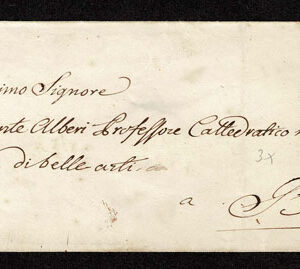 imo Signore
nte Alberi Professore Cattedratico
di belle arti
3x
a